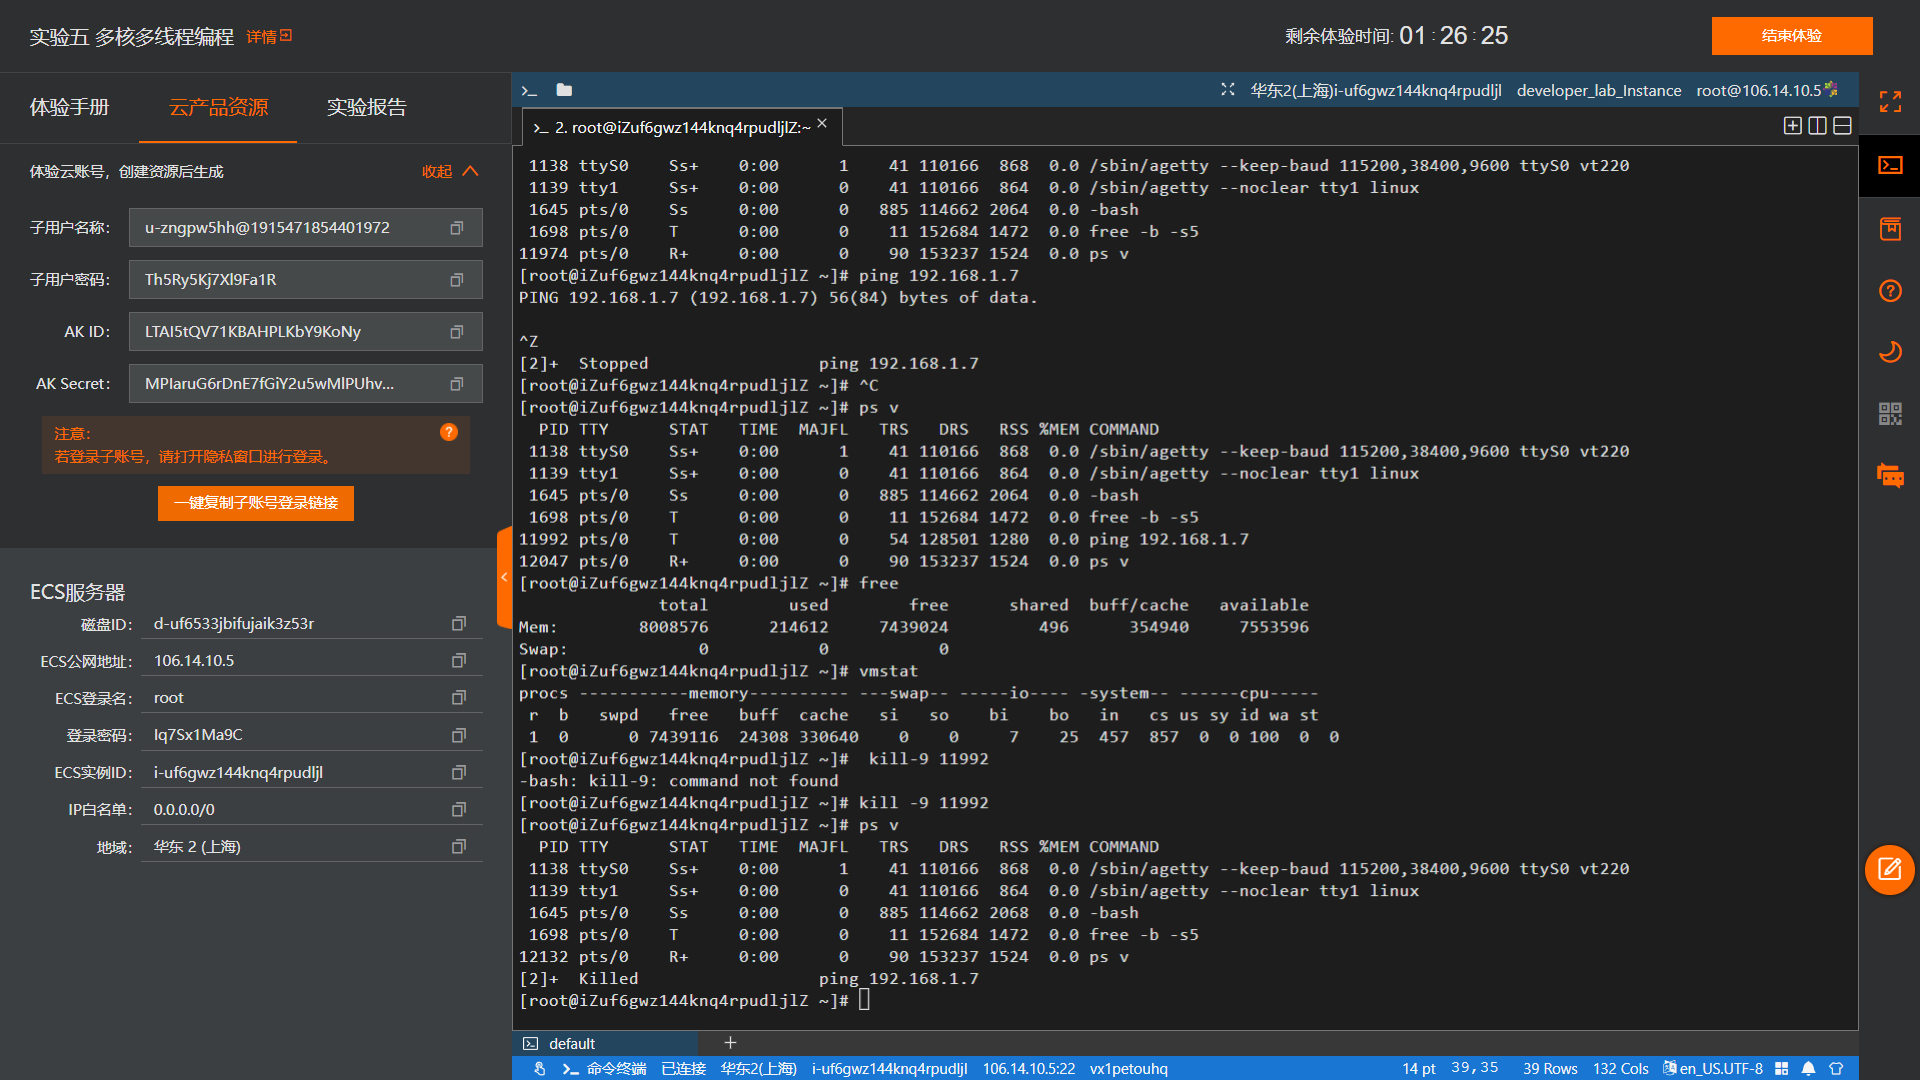 实验五 多核多线程编程 详情
剩余体验时间: 01 : 26 : 25
结束体验
体验手册 云产品资源 实验报告
体验云账号，创建资源后生成 收起
子用户名称: u-zngpw5hh@1915471854401972
子用户密码: Th5Ry5Kj7Xl9Fa1R
AK ID: LTAI5tQV71KBAHPLKbY9KoNy
AK Secret: MPIaruG6rDnE7fGiY2u5wMlPUhv...
注意:
若登录子账号，请打开隐私窗口进行登录。
一键复制子账号登录链接
ECS服务器
磁盘ID: d-uf6533jbifujaik3z53r
ECS公网地址: 106.14.10.5
ECS登录名: root
登录密码: Iq7Sx1Ma9C
ECS实例ID: i-uf6gwz144knq4rpudljl
IP白名单: 0.0.0.0/0
地域: 华东 2 (上海)
华东2(上海)i-uf6gwz144knq4rpudljl developer_lab_Instance root@106.14.10.5
2. root@iZuf6gwz144knq4rpudljlZ:~
1138 ttyS0 Ss+ 0:00 1 41 110166 868 0.0 /sbin/agetty --keep-baud 115200,38400,9600 ttyS0 vt220
1139 tty1 Ss+ 0:00 0 41 110166 864 0.0 /sbin/agetty --noclear tty1 linux
1645 pts/0 Ss 0:00 0 885 114662 2064 0.0 -bash
1698 pts/0 T 0:00 0 11 152684 1472 0.0 free -b -s5
11974 pts/0 R+ 0:00 0 90 153237 1524 0.0 ps v
[root@iZuf6gwz144knq4rpudljlZ ~]# ping 192.168.1.7
PING 192.168.1.7 (192.168.1.7) 56(84) bytes of data.
^Z
[2]+ Stopped ping 192.168.1.7
[root@iZuf6gwz144knq4rpudljlZ ~]# ^C
[root@iZuf6gwz144knq4rpudljlZ ~]# ps v
PID TTY STAT TIME MAJFL TRS DRS RSS %MEM COMMAND
1138 ttyS0 Ss+ 0:00 1 41 110166 868 0.0 /sbin/agetty --keep-baud 115200,38400,9600 ttyS0 vt220
1139 tty1 Ss+ 0:00 0 41 110166 864 0.0 /sbin/agetty --noclear tty1 linux
1645 pts/0 Ss 0:00 0 885 114662 2064 0.0 -bash
1698 pts/0 T 0:00 0 11 152684 1472 0.0 free -b -s5
11992 pts/0 T 0:00 0 54 128501 1280 0.0 ping 192.168.1.7
12047 pts/0 R+ 0:00 0 90 153237 1524 0.0 ps v
[root@iZuf6gwz144knq4rpudljlZ ~]# free
total used free shared buff/cache available
Mem: 8008576 214612 7439024 496 354940 7553596
Swap: 0 0 0
[root@iZuf6gwz144knq4rpudljlZ ~]# vmstat
procs -----------memory---------- ---swap-- -----io---- -system-- ------cpu-----
r b swpd free buff cache si so bi bo in cs us sy id wa st
1 0 0 7439116 24308 330640 0 0 7 25 457 857 0 0 100 0 0
[root@iZuf6gwz144knq4rpudljlZ ~]# kill-9 11992
-bash: kill-9: command not found
[root@iZuf6gwz144knq4rpudljlZ ~]# kill -9 11992
[root@iZuf6gwz144knq4rpudljlZ ~]# ps v
PID TTY STAT TIME MAJFL TRS DRS RSS %MEM COMMAND
1138 ttyS0 Ss+ 0:00 1 41 110166 868 0.0 /sbin/agetty --keep-baud 115200,38400,9600 ttyS0 vt220
1139 tty1 Ss+ 0:00 0 41 110166 864 0.0 /sbin/agetty --noclear tty1 linux
1645 pts/0 Ss 0:00 0 885 114662 2068 0.0 -bash
1698 pts/0 T 0:00 0 11 152684 1472 0.0 free -b -s5
12132 pts/0 R+ 0:00 0 90 153237 1524 0.0 ps v
[2]+ Killed ping 192.168.1.7
[root@iZuf6gwz144knq4rpudljlZ ~]#
default
命令终端 已连接 华东2(上海) i-uf6gwz144knq4rpudljl 106.14.10.5:22 vx1petouhq 14 pt 39,35 39 Rows 132 Cols en_US.UTF-8